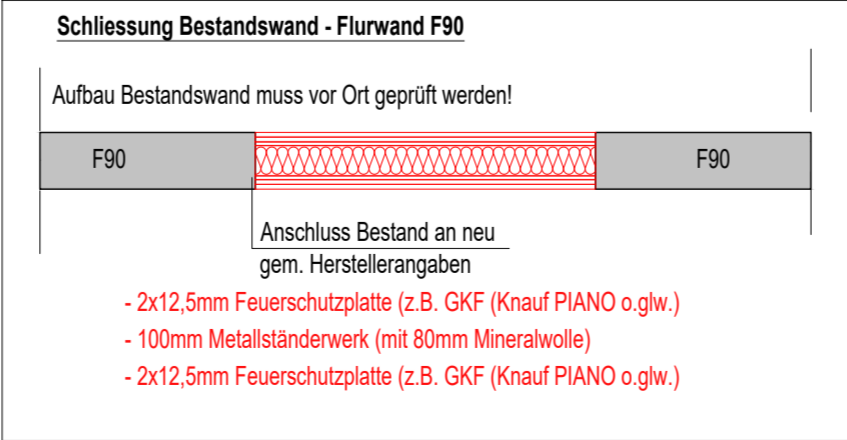 Schliessung Bestandswand - Flurwand F90
Aufbau Bestandswand muss vor Ort geprüft werden!
F90
F90
Anschluss Bestand an neu
gem. Herstellerangaben
- 2x12,5mm Feuerschutzplatte (z.B. GKF (Knauf PIANO o.glw.)
- 100mm Metallständerwerk (mit 80mm Mineralwolle)
- 2x12,5mm Feuerschutzplatte (z.B. GKF (Knauf PIANO o.glw.)